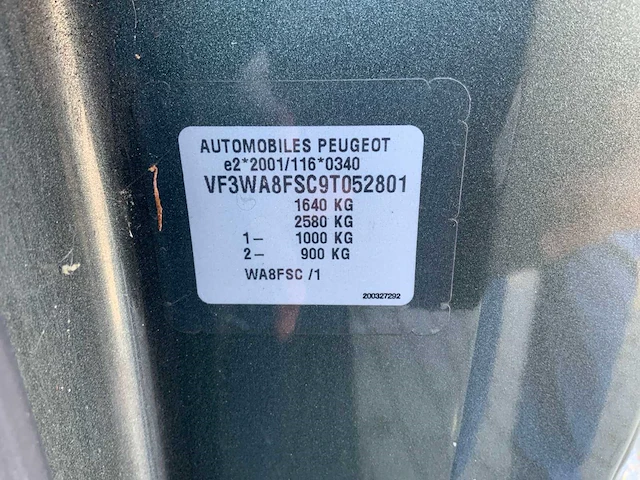 AUTOMOBILES PEUGEOT
e2*2001/116*0340
VF3WA8FSC9T052801
1640 KG
2580 KG
1– 1000 KG
2– 900 KG
WA8FSC /1
200327292